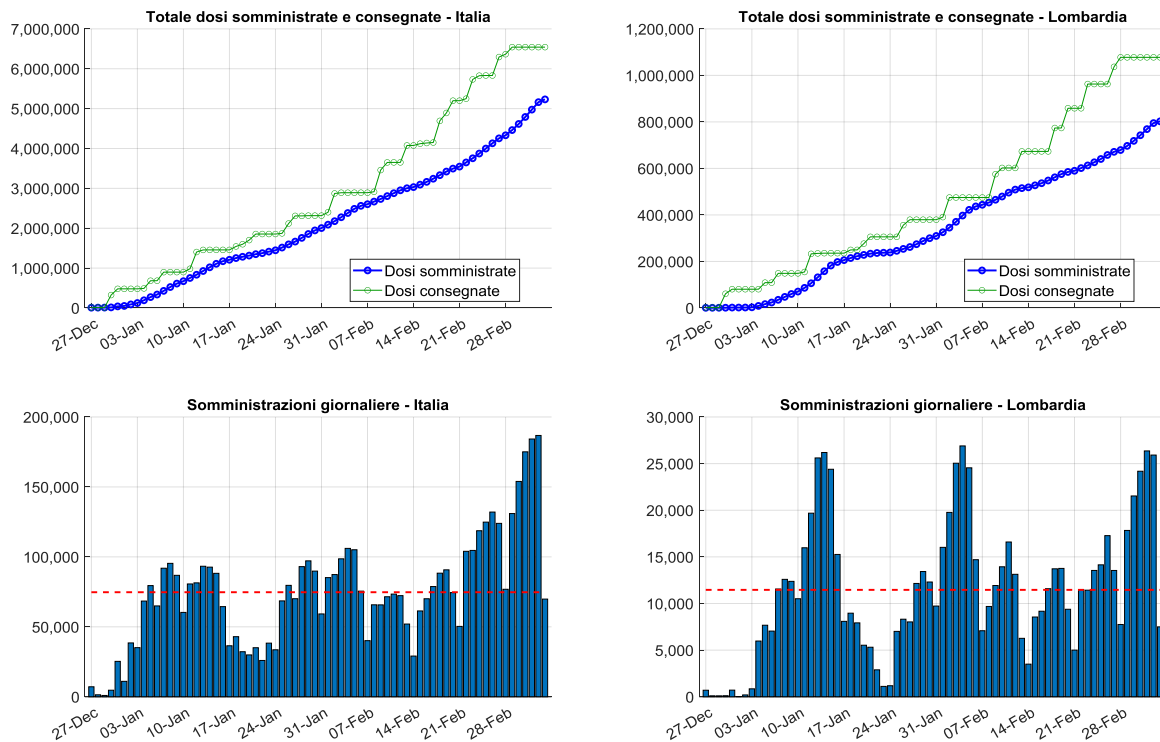 Totale dosi somministrate e consegnate - Italia
7,000,000
6,000,000
5,000,000
4,000,000
3,000,000
2,000,000
1,000,000
0
27-Dec
03-Jan
10-Jan
17-Jan
24-Jan
31-Jan
07-Feb
14-Feb
21-Feb
28-Feb
Dosi somministrate
Dosi consegnate
Totale dosi somministrate e consegnate - Lombardia
1,200,000
1,000,000
800,000
600,000
400,000
200,000
0
27-Dec
03-Jan
10-Jan
17-Jan
24-Jan
31-Jan
07-Feb
14-Feb
21-Feb
28-Feb
Dosi somministrate
Dosi consegnate
Somministrazioni giornaliere - Italia
200,000
150,000
100,000
50,000
0
27-Dec
03-Jan
10-Jan
17-Jan
24-Jan
31-Jan
07-Feb
14-Feb
21-Feb
28-Feb
Somministrazioni giornaliere - Lombardia
30,000
25,000
20,000
15,000
10,000
5,000
0
27-Dec
03-Jan
10-Jan
17-Jan
24-Jan
31-Jan
07-Feb
14-Feb
21-Feb
28-Feb